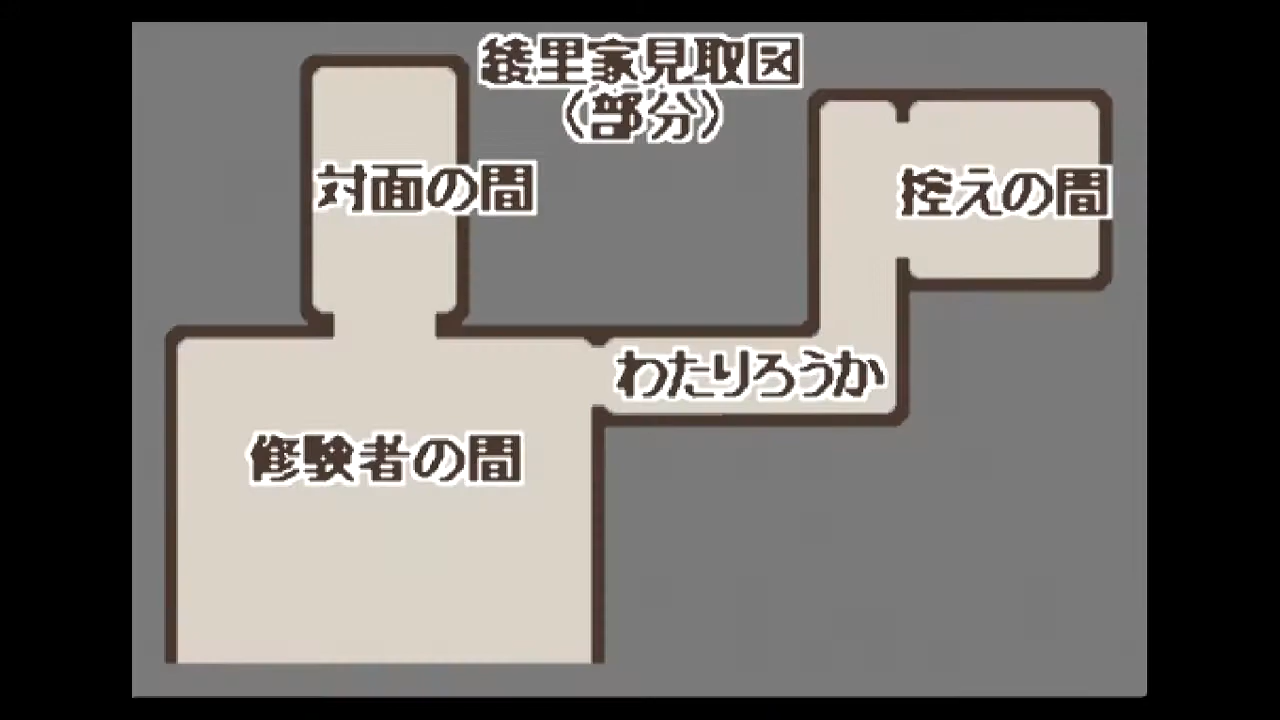 綾里家見取図
（部分）
対面の間
控えの間
わたりろうか
修験者の間